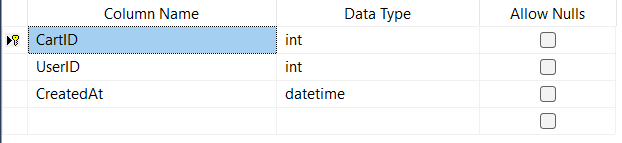 Column Name Data Type Allow Nulls
CartID int
UserID int
CreatedAt datetime